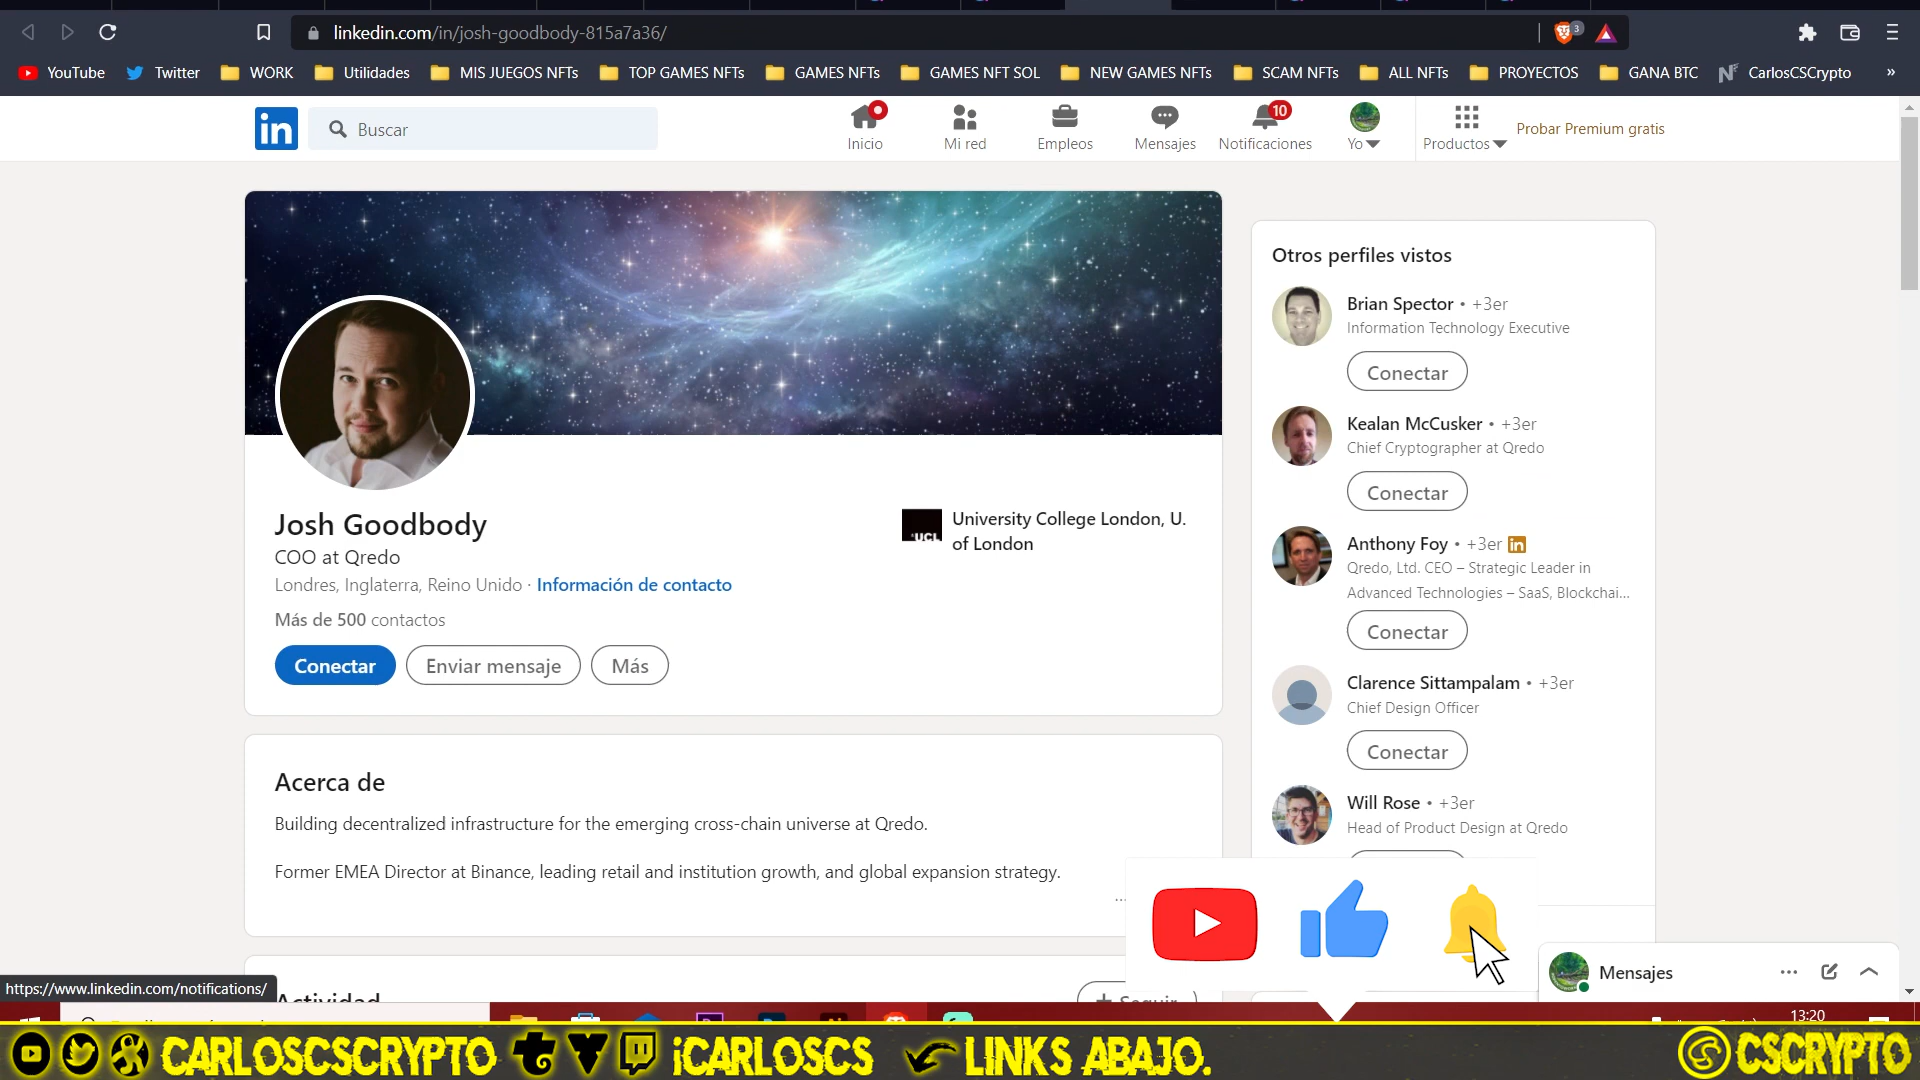 linkedin.com/in/josh-goodbody-815a7a36/
3
YouTube
Twitter
WORK
Utilidades
MIS JUEGOS NFTs
TOP GAMES NFTs
GAMES NFTs
GAMES NFT SOL
NEW GAMES NFTs
SCAM NFTs
ALL NFTs
PROYECTOS
GANA BTC
CarlosCSCrypto
»
in
Buscar
Inicio
Mi red
Empleos
Mensajes
10
Notificaciones
Yo
Productos
Probar Premium gratis
Josh Goodbody
COO at Qredo
Londres, Inglaterra, Reino Unido · Información de contacto
Más de 500 contactos
Conectar
Enviar mensaje
Más
UCL
University College London, U.
of London
Acerca de
Building decentralized infrastructure for the emerging cross-chain universe at Qredo.
Former EMEA Director at Binance, leading retail and institution growth, and global expansion strategy.
...
Actividad
+ Seguir
Otros perfiles vistos
Brian Spector • +3er
Information Technology Executive
Conectar
Kealan McCusker • +3er
Chief Cryptographer at Qredo
Conectar
Anthony Foy • +3er in
Qredo, Ltd. CEO – Strategic Leader in
Advanced Technologies – SaaS, Blockchai...
Conectar
Clarence Sittampalam • +3er
Chief Design Officer
Conectar
Will Rose • +3er
Head of Product Design at Qredo
Mensajes
https://www.linkedin.com/notifications/
13:20
CARLOSCSCRYPTO
iCARLOSCS
LINKS ABAJO.
CSCRYPTO